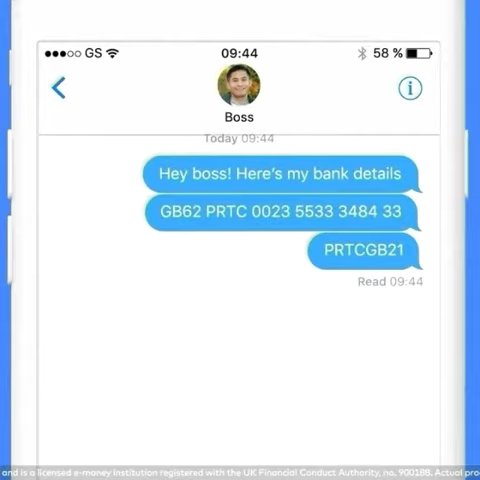 GS 09:44 58 %
Boss
Today 09:44
Hey boss! Here's my bank details
GB62 PRTC 0023 5533 3484 33
PRTCGB21
Read 09:44
and is a licensed e-money institution registered with the UK Financial Conduct Authority, no. 900188. Actual pro